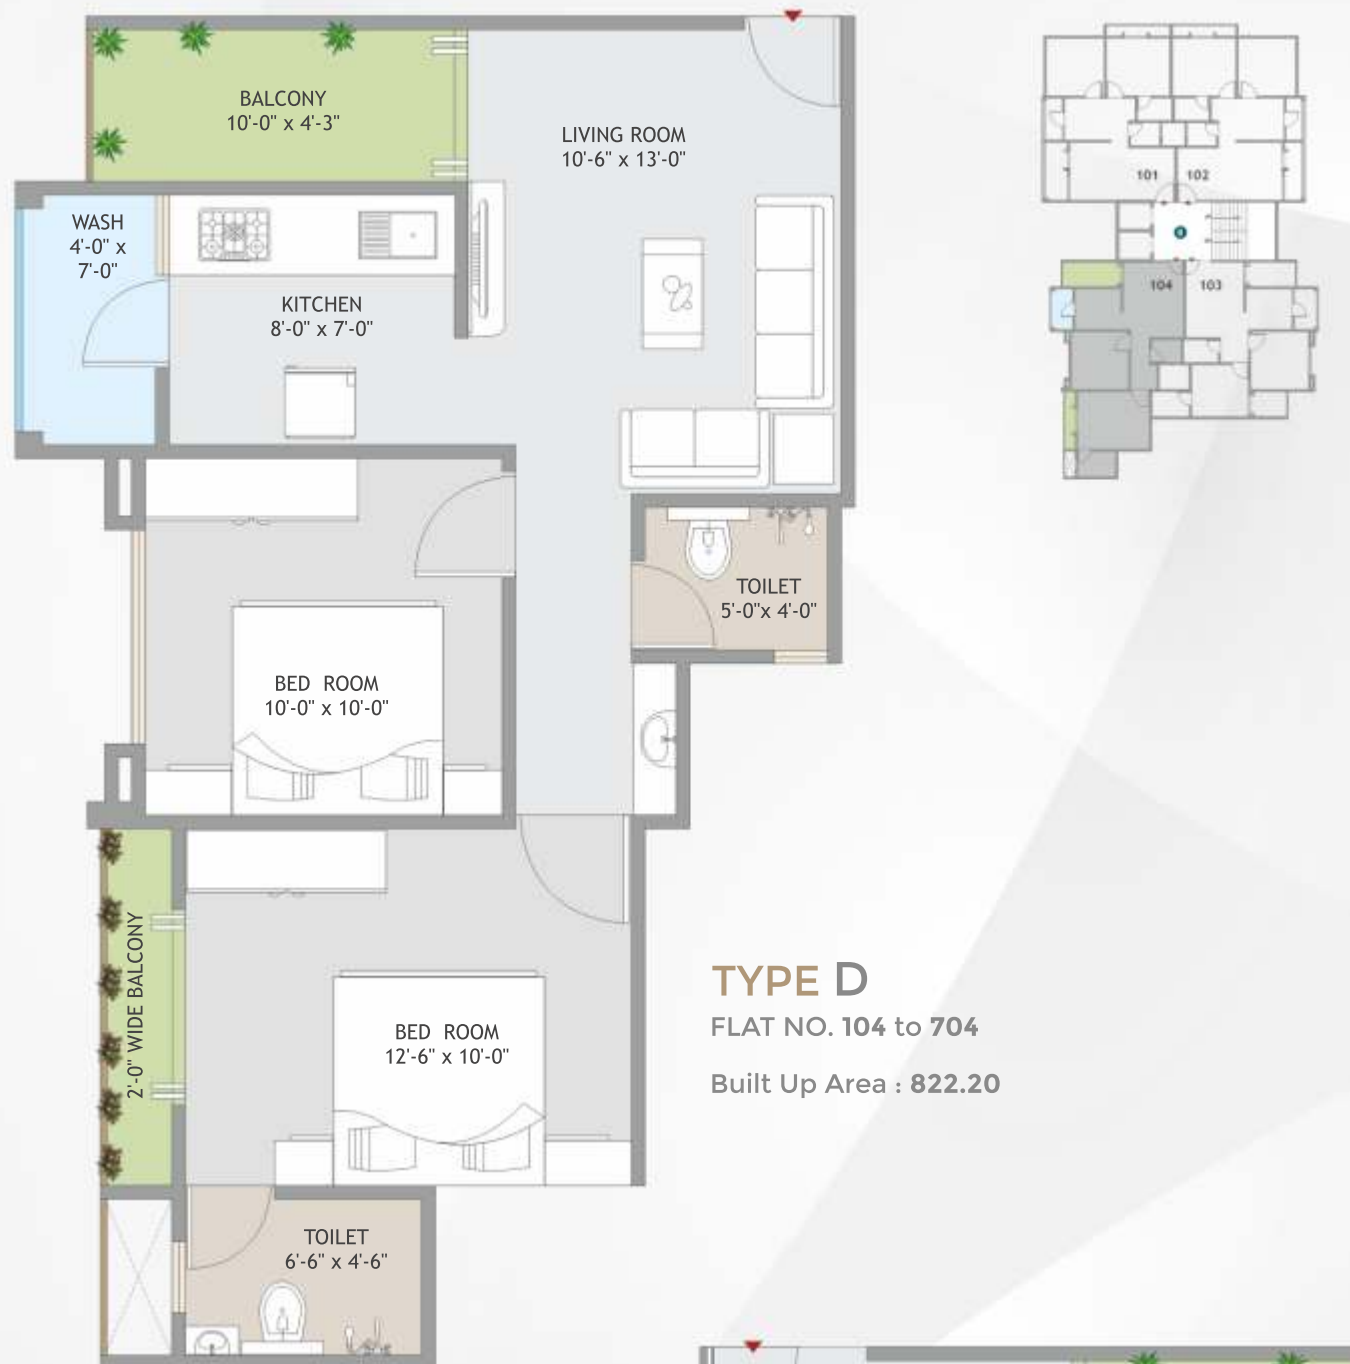 BALCONY
10'-0" x 4'-3"
LIVING ROOM
10'-6" x 13'-0"
101
102
WASH
4'-0" x
7'-0"
KITCHEN
8'-0" x 7'-0"
104
103
TOILET
5'-0"x 4'-0"
BED ROOM
10'-0" x 10'-0"
2'-0" WIDE BALCONY
BED ROOM
12'-6" x 10'-0"
TYPE D
FLAT NO. 104 to 704
Built Up Area : 822.20
TOILET
6'-6" x 4'-6"